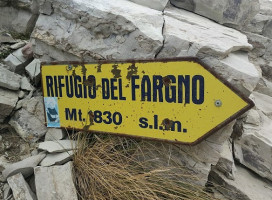 RIFUGIO DEL FARGNO
Mt. 1830 s.l.m.